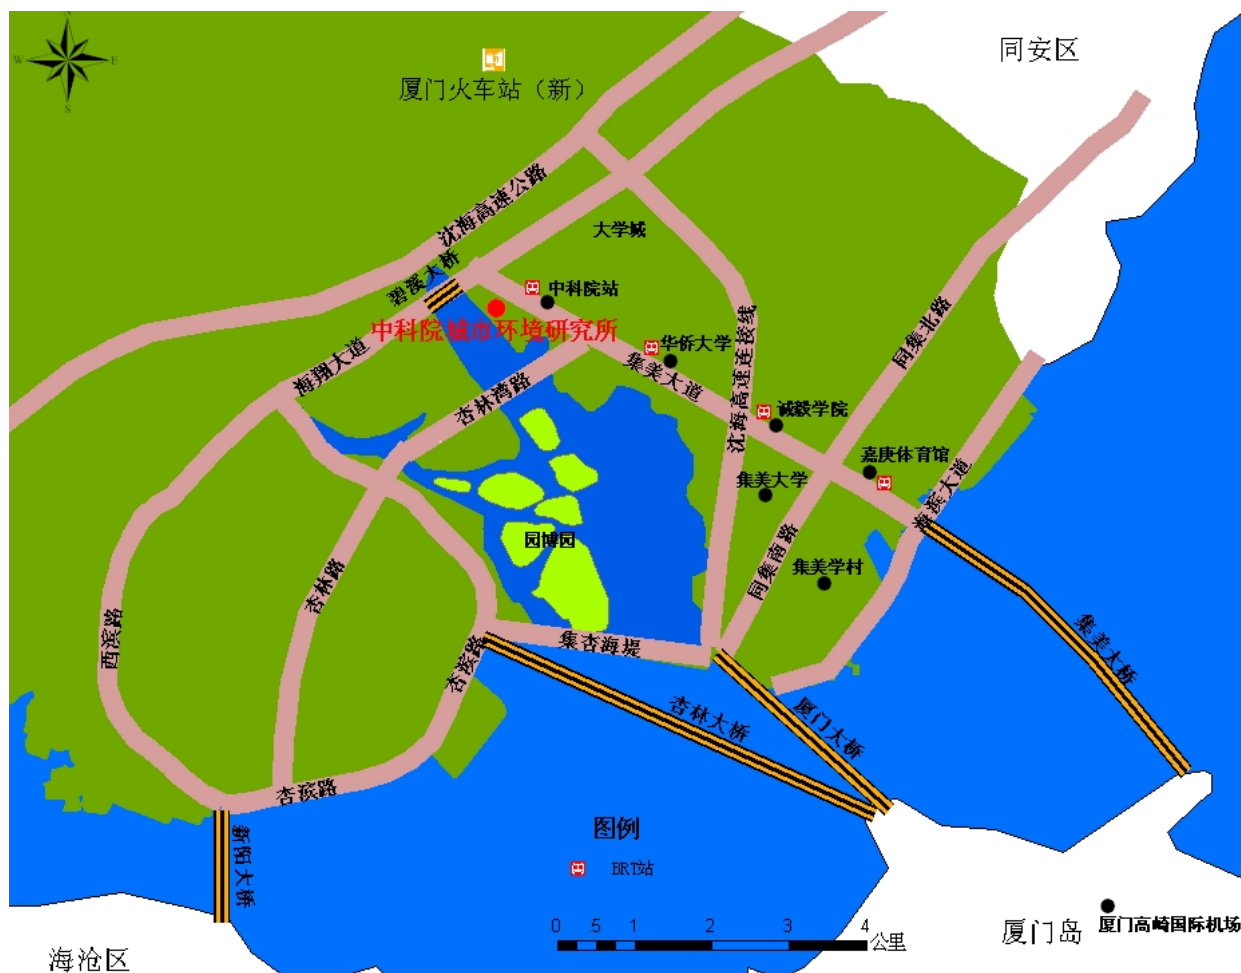 N
同安区
W
E
厦门火车站（新）
S
沈海高速公路
大学城
碧溪大桥
中科院站
中科院城市环境研究所
华侨大学
沈海高速连接线
同集北路
海翔大道
集美大道
杏林湾路
诚毅学院
嘉庚体育馆
集美大学
海滨大道
园博园
同集南路
集美学村
杏林路
西滨路
集杏海堤
杏滨路
集美大桥
杏林大桥
厦门大桥
杏滨路
图例
新阳大桥
BRT站
0 .5 1 2 3 4
公里
厦门岛
厦门高崎国际机场
海沧区